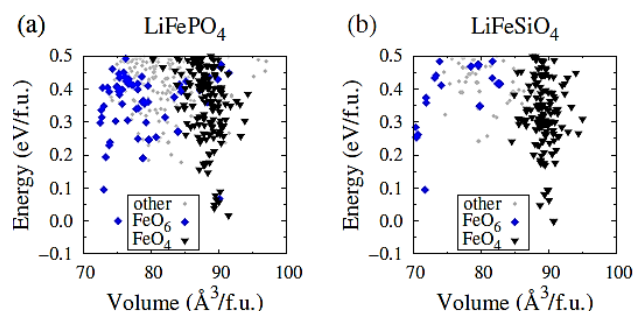 (a) LiFePO4
Energy (eV/f.u.)
0.5
0.4
0.3
0.2
0.1
0.0
−0.1
other
FeO6
FeO4
70 80 90 100
Volume (Å3/f.u.)
(b) LiFeSiO4
Energy (eV/f.u.)
0.5
0.4
0.3
0.2
0.1
0.0
−0.1
other
FeO6
FeO4
70 80 90 100
Volume (Å3/f.u.)